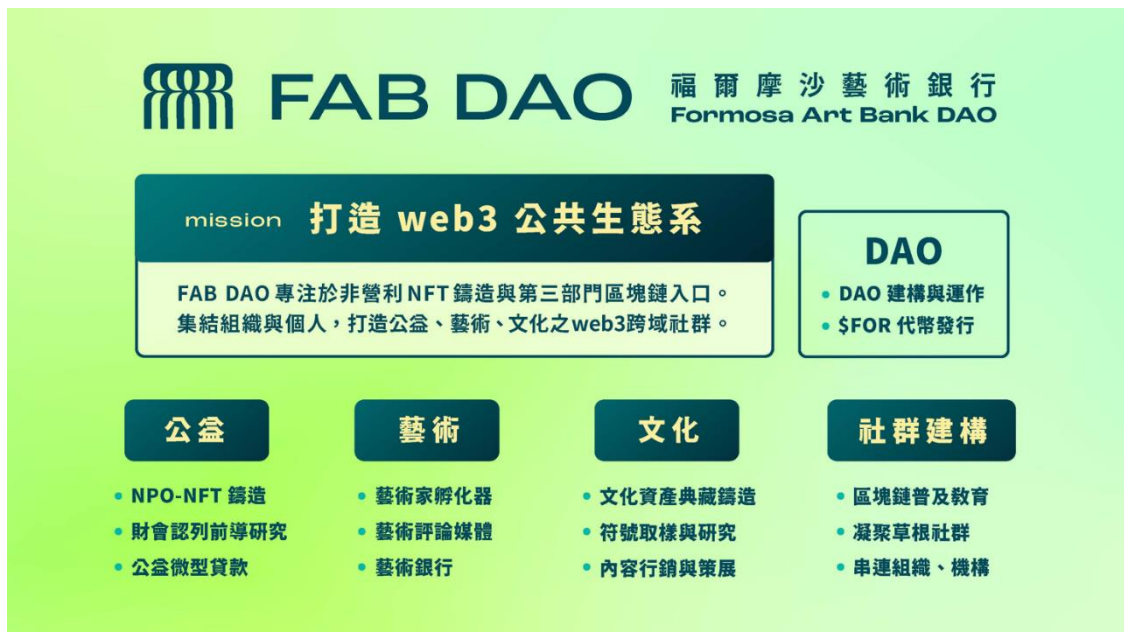 FAB DAO
福爾摩沙藝術銀行
Formosa Art Bank DAO
mission 打造 web3 公共生態系
FAB DAO 專注於非營利 NFT 鑄造與第三部門區塊鏈入口。
集結組織與個人，打造公益、藝術、文化之web3跨域社群。
DAO
• DAO 建構與運作
• $FOR 代幣發行
公益
• NPO-NFT 鑄造
• 財會認列前導研究
• 公益微型貸款
藝術
• 藝術家孵化器
• 藝術評論媒體
• 藝術銀行
文化
• 文化資產典藏鑄造
• 符號取樣與研究
• 內容行銷與策展
社群建構
• 區塊鏈普及教育
• 凝聚草根社群
• 串連組織、機構